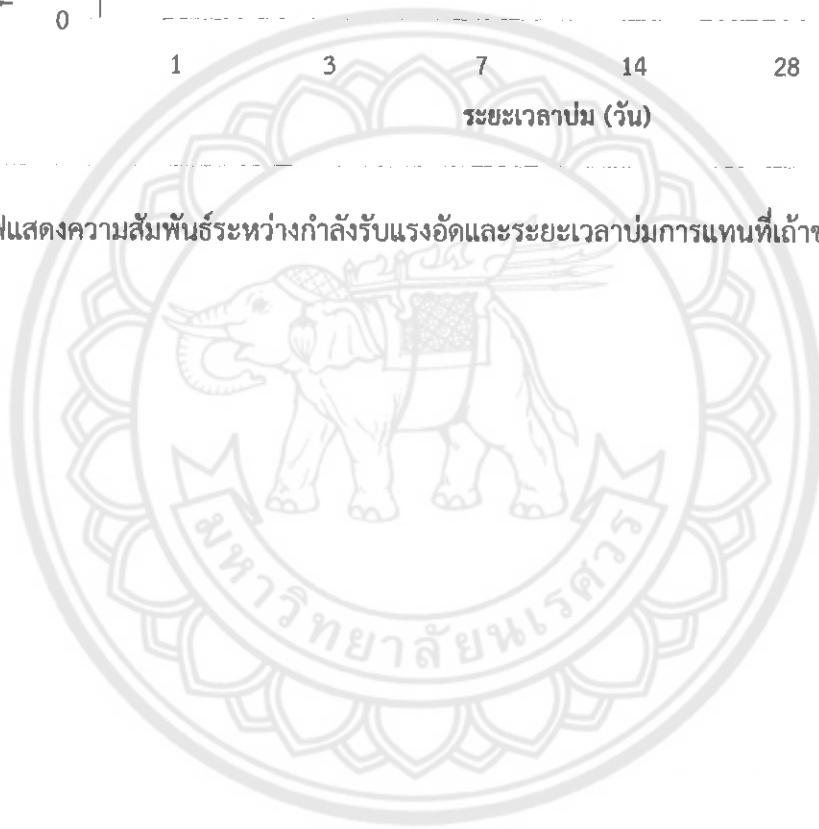 0
1 3 7 14 28
ระยะเวลาบ่ม (วัน)
แสดงความสัมพันธ์ระหว่างกำลังรับแรงอัดและระยะเวลาบ่มการแทนที่เถ้า
มหาวิทยาลัยนเรศวร